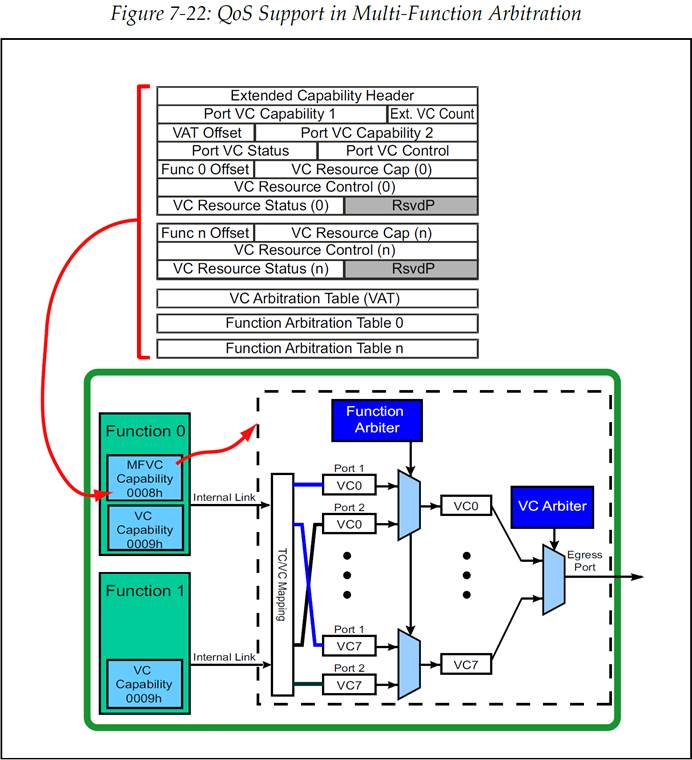 Figure 7-22: QoS Support in Multi-Function Arbitration
Extended Capability Header
Port VC Capability 1 Ext. VC Count
VAT Offset Port VC Capability 2
Port VC Status Port VC Control
Func 0 Offset VC Resource Cap (0)
VC Resource Control (0)
VC Resource Status (0) RsvdP
Func n Offset VC Resource Cap (n)
VC Resource Control (n)
VC Resource Status (n) RsvdP
VC Arbitration Table (VAT)
Function Arbitration Table 0
Function Arbitration Table n
Function 0
MFVC
Capability
0008h
VC
Capability
0009h
Internal Link
Function 1
VC
Capability
0009h
Internal Link
TC/VC Mapping
Function
Arbiter
Port 1
VC0
Port 2
VC0
Port 1
VC7
Port 2
VC7
VC0
VC7
VC Arbiter
Egress
Port